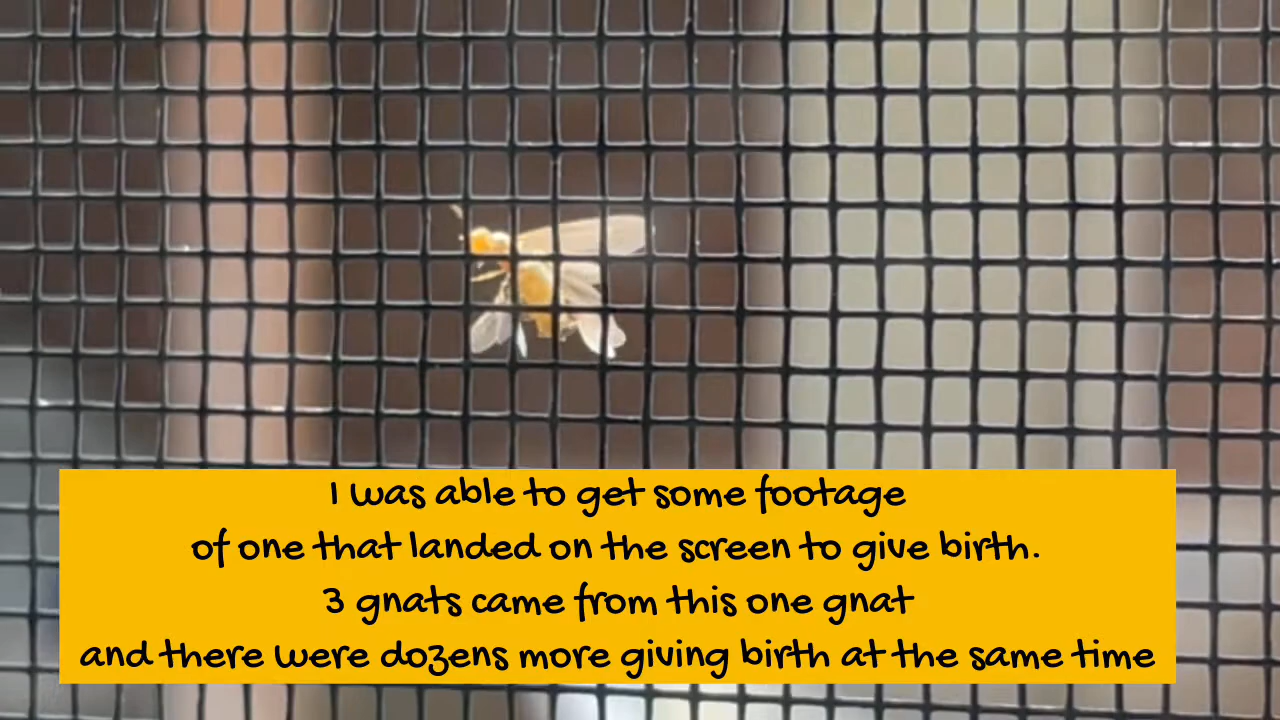 I was able to get some footage
of one that landed on the screen to give birth.
3 gnats came from this one gnat
and there were dozens more giving birth at the same time